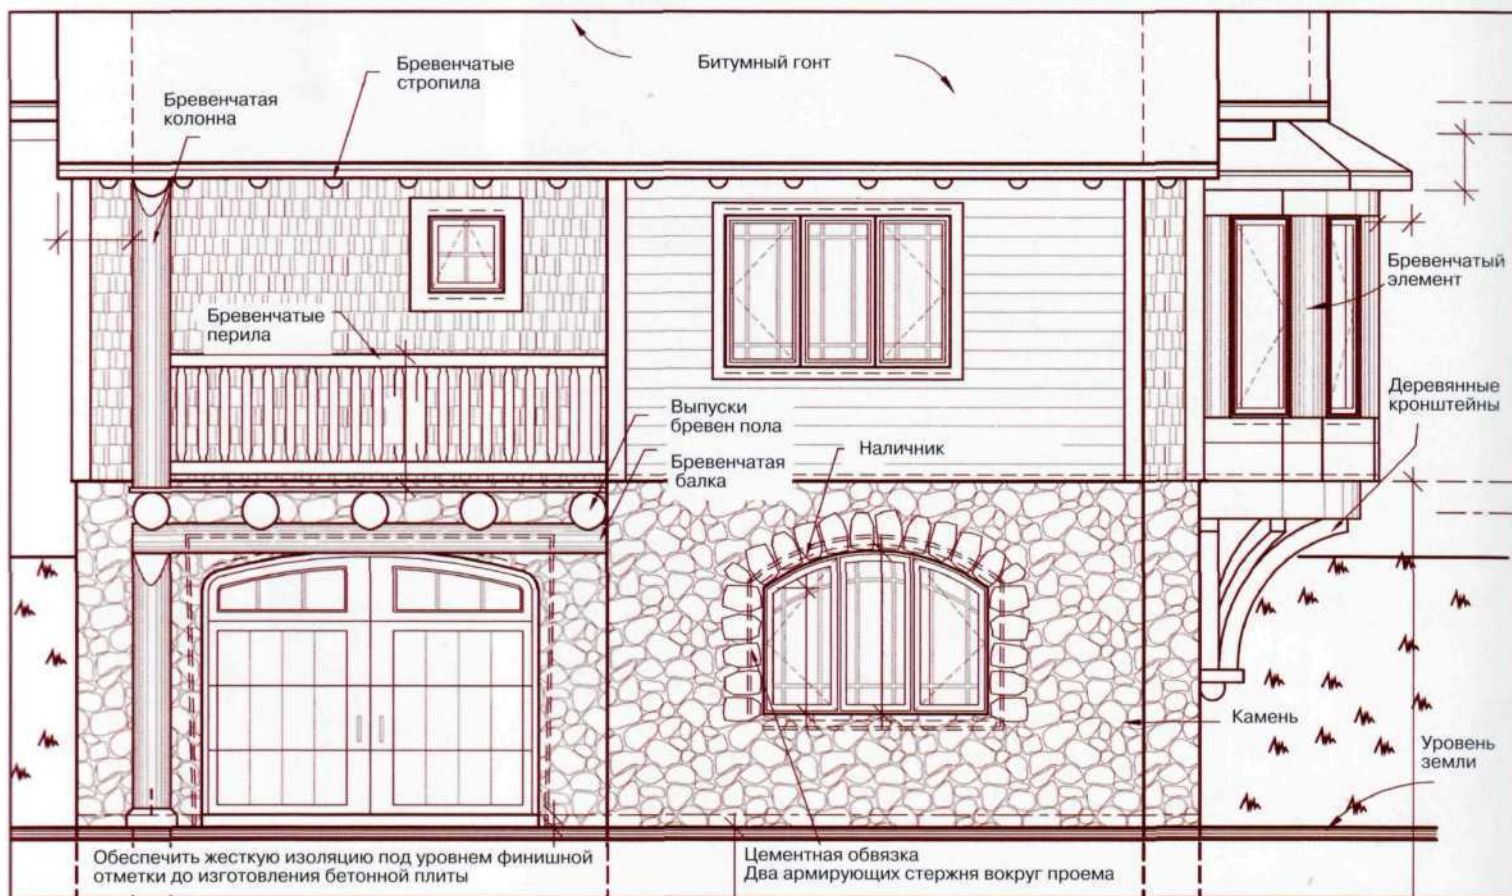 Битумный гонт
Бревенчатые
стропила
Бревенчатая
колонна
Бревенчатый
элемент
Бревенчатые
перила
Деревянные
кронштейны
Выпуски
бревен пола
Наличник
Бревенчатая
балка
Камень
Уровень
земли
Обеспечить жесткую изоляцию под уровнем финишной
отметки до изготовления бетонной плиты
Цементная обвязка
Два армирующих стержня вокруг проема